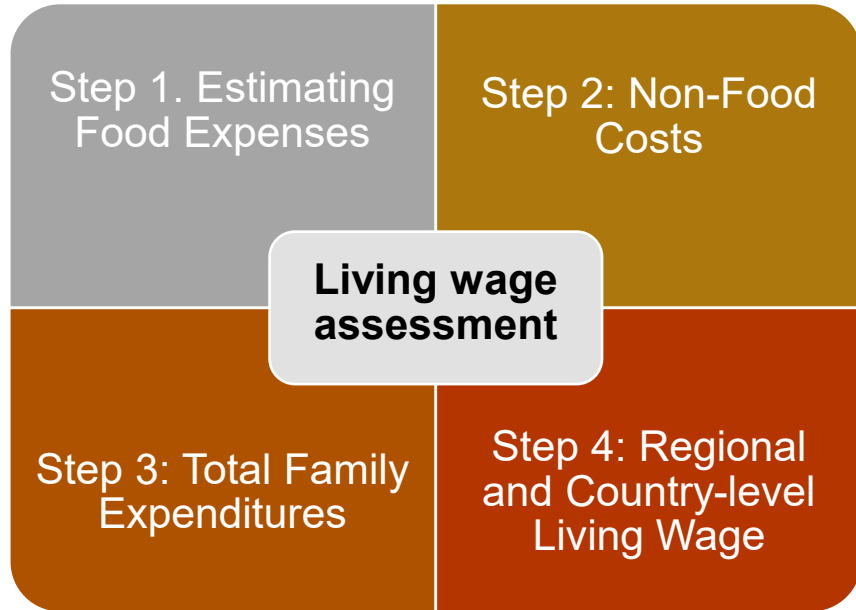 Step 1. Estimating
Food Expenses
Step 2: Non-Food
Costs
Living wage
assessment
Step 3: Total Family
Expenditures
Step 4: Regional
and Country-level
Living Wage